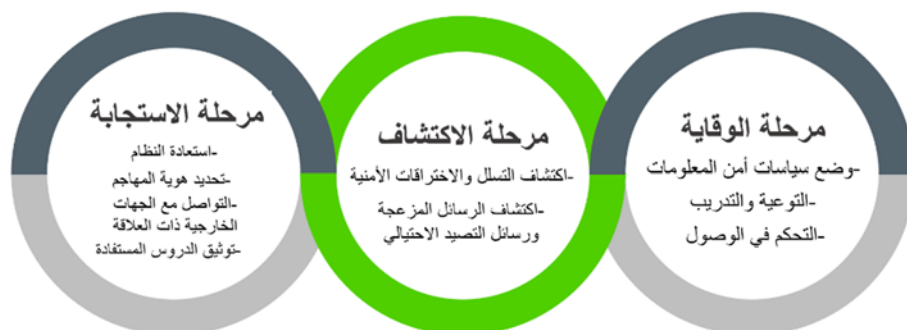 مرحلة الوقاية
-وضع سياسات أمن المعلومات
-التوعية والتدريب
-التحكم في الوصول
مرحلة الاكتشاف
-اكتشاف التسلل والاختراقات الأمنية
-اكتشاف الرسائل المزعجة
ورسائل التصيد الاحتيالي
مرحلة الاستجابة
-استعادة النظام
-تحديد هوية المهاجم
-التواصل مع الجهات
الخارجية ذات العلاقة
-توثيق الدروس المستفادة